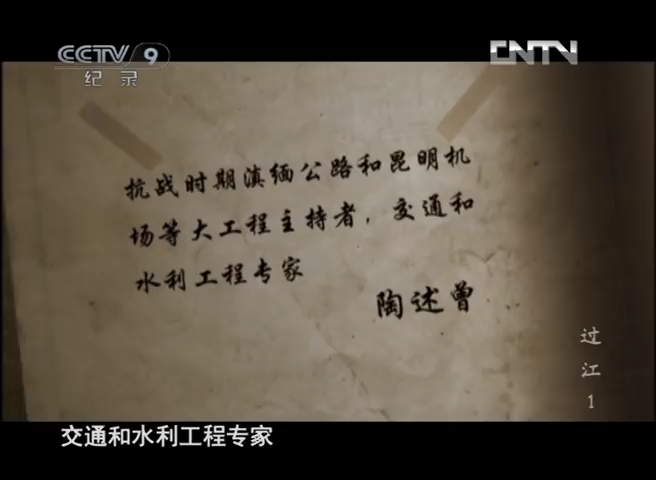 CCTV 9
纪录
CNTV
抗战时期滇缅公路和昆明机
场等大工程主持者，交通和
水利工程专家
陶述曾
过江1
交通和水利工程专家